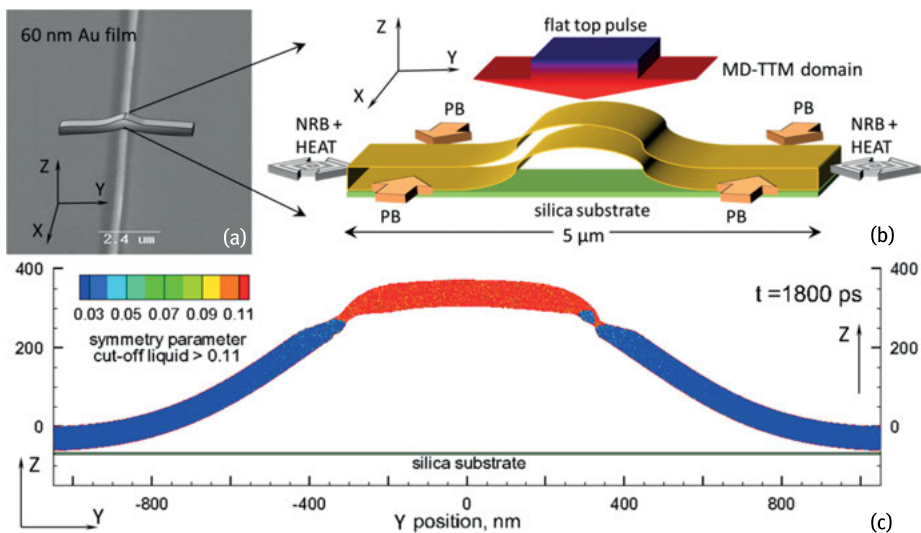 60 nm Au film
Z
Y
X
2.4 um
(a)
flat top pulse
Z
Y
X
MD-TTM domain
PB
PB
NRB +
HEAT
NRB +
HEAT
PB
PB
silica substrate
5 μm
(b)
400
200
0
0.03 0.05 0.07 0.09 0.11
symmetry parameter
cut-off liquid > 0.11
t =1800 ps
Z
400
200
0
silica substrate
Z
Y
-800 -400 0 400 800
Y position, nm
(c)